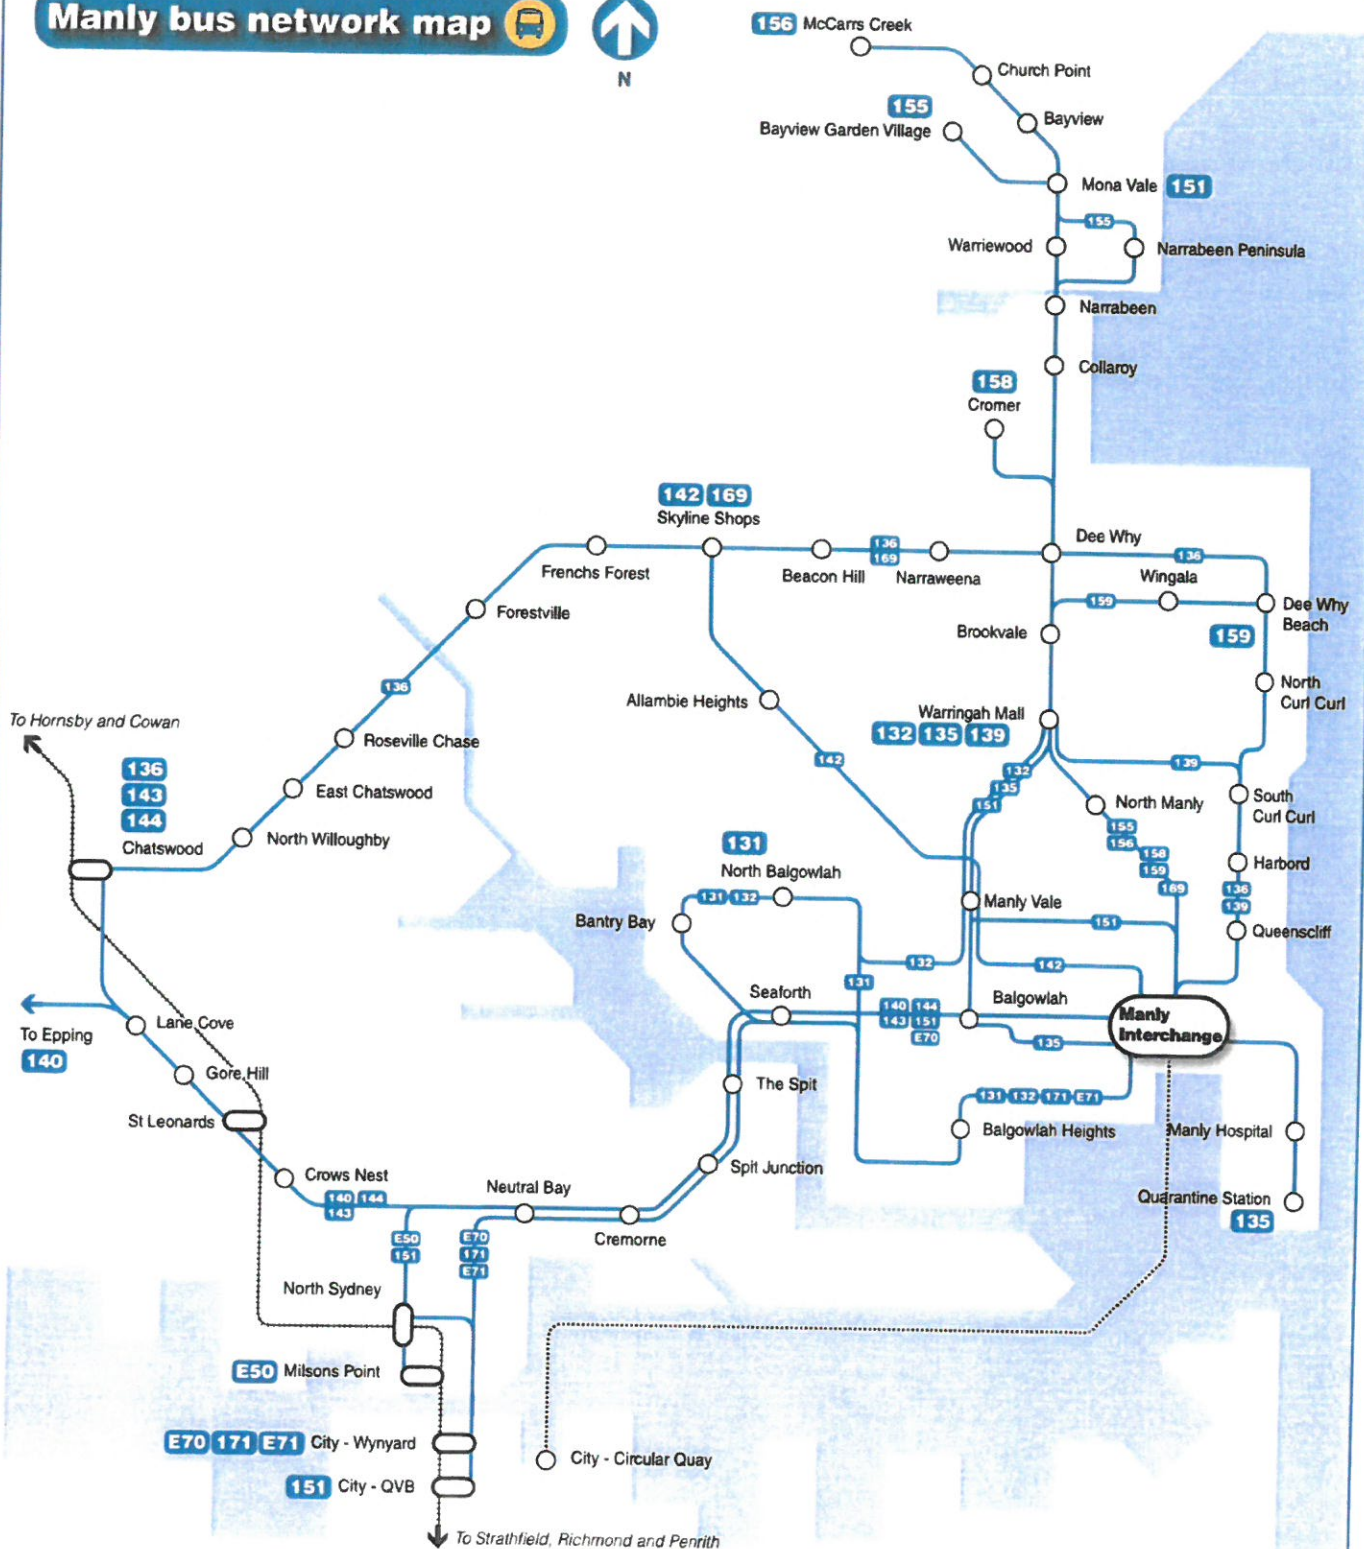 Manly bus network map
N
156 McCarrs Creek
Church Point
155
Bayview
Bayview Garden Village
Mona Vale 151
155
Warriewood
Narrabeen Peninsula
Narrabeen
Collaroy
158
Cromer
142 169
Skyline Shops
Dee Why
136
169
136
Frenchs Forest
Beacon Hill
Narraweena
Wingala
Forestville
159
Dee Why
Beach
Brookvale
159
136
Allambie Heights
North
Curl Curl
Warringah Mall
To Hornsby and Cowan
132 135 139
Roseville Chase
142
139
132
135
151
136
143
144
Chatswood
East Chatswood
North Manly
South
Curl Curl
North Willoughby
155
156
158
159
169
131
North Balgowlah
Harbord
136
139
131 132
Manly Vale
Bantry Bay
151
Queenscliff
132
142
131
Seaforth
Balgowlah
140 144
143 151
E70
Manly
Interchange
Lane Cove
To Epping
140
135
Gore Hill
The Spit
131 132 171 E71
St Leonards
Balgowlah Heights
Manly Hospital
Crows Nest
Spit Junction
140 144
143
Neutral Bay
Quarantine Station
135
Cremorne
E50
151
E70
171
E71
North Sydney
E50 Milsons Point
E70 171 E71 City - Wynyard
City - Circular Quay
151 City - QVB
To Strathfield, Richmond and Penrith